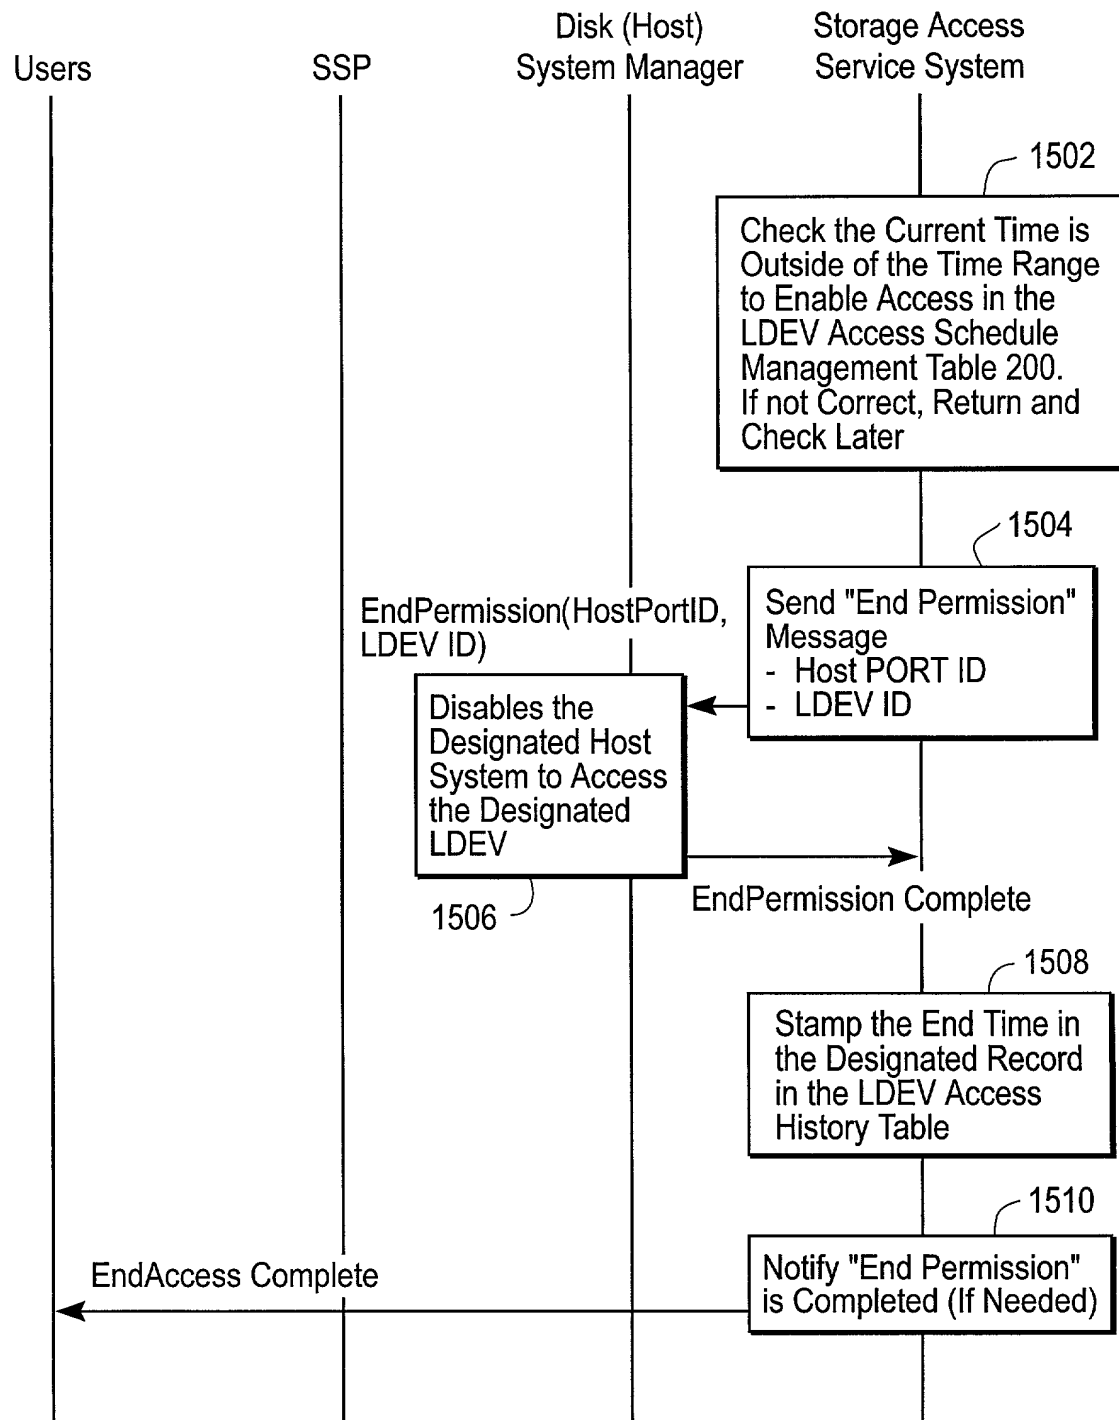 Users
SSP
Disk (Host)
System Manager
Storage Access
Service System
1502
Check the Current Time is
Outside of the Time Range
to Enable Access in the
LDEV Access Schedule
Management Table 200.
If not Correct, Return and
Check Later
1504
Send "End Permission"
Message
- Host PORT ID
- LDEV ID
EndPermission(HostPortID,
LDEV ID)
Disables the
Designated Host
System to Access
the Designated
LDEV
1506
EndPermission Complete
1508
Stamp the End Time in
the Designated Record
in the LDEV Access
History Table
1510
Notify "End Permission"
is Completed (If Needed)
EndAccess Complete